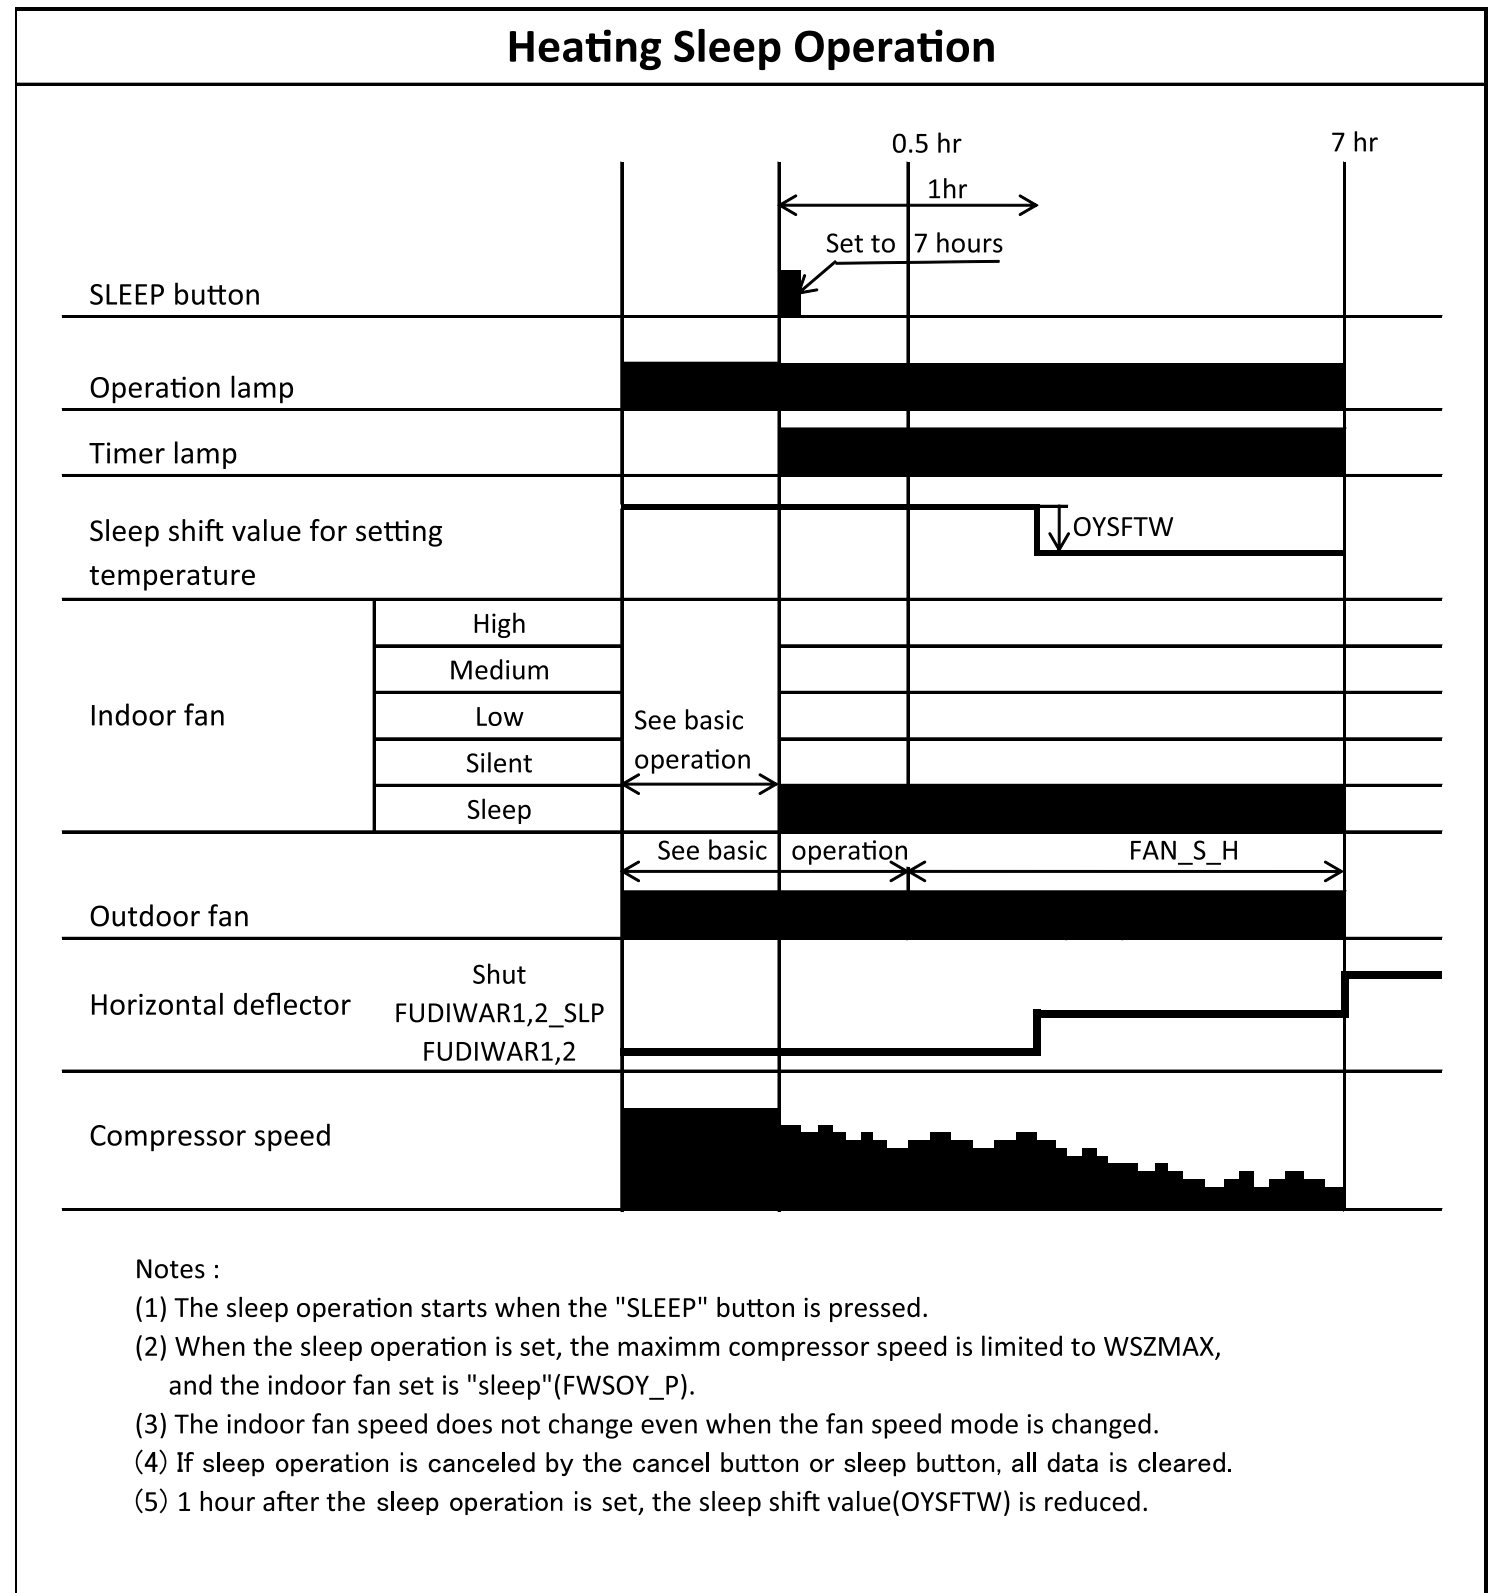 Heating Sleep Operation
0.5 hr
7 hr
1hr
Set to 7 hours
SLEEP button
Operation lamp
Timer lamp
Sleep shift value for setting
temperature
OYSFTW
High
Medium
Indoor fan
Low
Silent
Sleep
See basic
operation
See basic operation
FAN_S_H
Outdoor fan
Horizontal deflector
Shut
FUDIWAR1,2_SLP
FUDIWAR1,2
Compressor speed
Notes :
(1) The sleep operation starts when the "SLEEP" button is pressed.
(2) When the sleep operation is set, the maximm compressor speed is limited to WSZMAX,
and the indoor fan set is "sleep"(FWSOY_P).
(3) The indoor fan speed does not change even when the fan speed mode is changed.
(4) If sleep operation is canceled by the cancel button or sleep button, all data is cleared.
(5) 1 hour after the sleep operation is set, the sleep shift value(OYSFTW) is reduced.